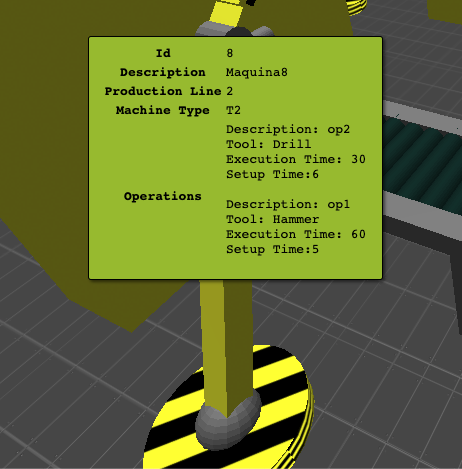 Id 8
Description Maquina8
Production Line 2
Machine Type T2
Operations
Description: op2
Tool: Drill
Execution Time: 30
Setup Time:6
Description: op1
Tool: Hammer
Execution Time: 60
Setup Time:5